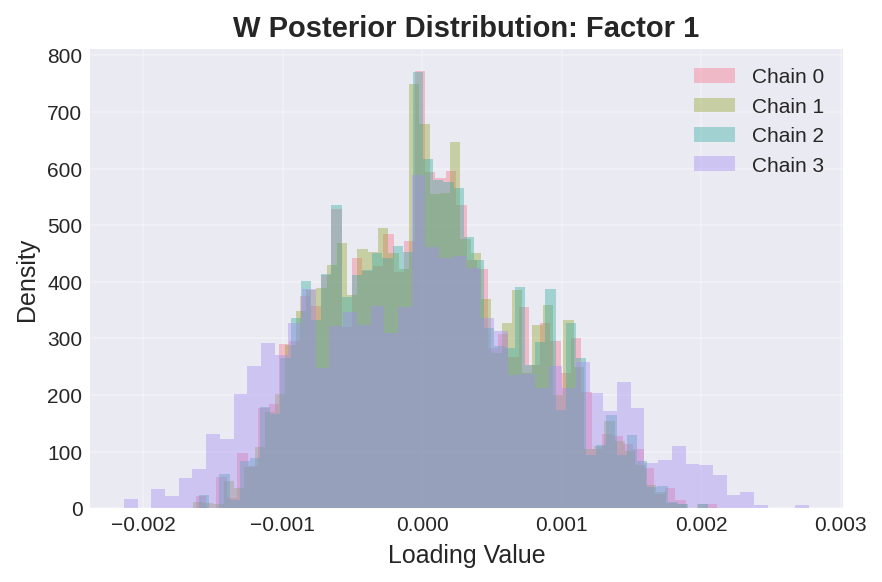 W Posterior Distribution: Factor 1
800
700
600
500
400
300
200
100
0
Density
Chain 0
Chain 1
Chain 2
Chain 3
−0.002 −0.001 0.000 0.001 0.002 0.003
Loading Value